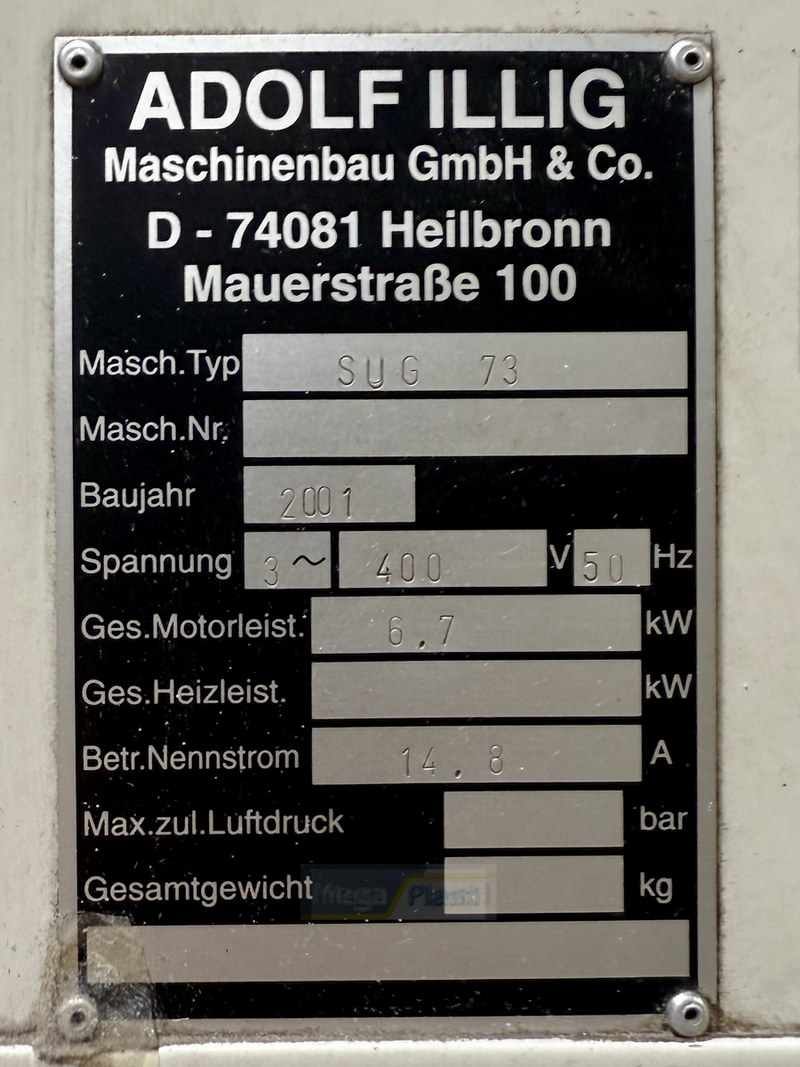 ADOLF ILLIG
Maschinenbau GmbH & Co.
D - 74081 Heilbronn
Mauerstraße 100
Masch.Typ SUG 73
Masch.Nr.
Baujahr 2001
Spannung 3~ 400 V 50 Hz
Ges.Motorleist. 6.7 kW
Ges.Heizleist. kW
Betr.Nennstrom 14.8 A
Max.zul.Luftdruck bar
Gesamtgewicht kg
Mega Plast